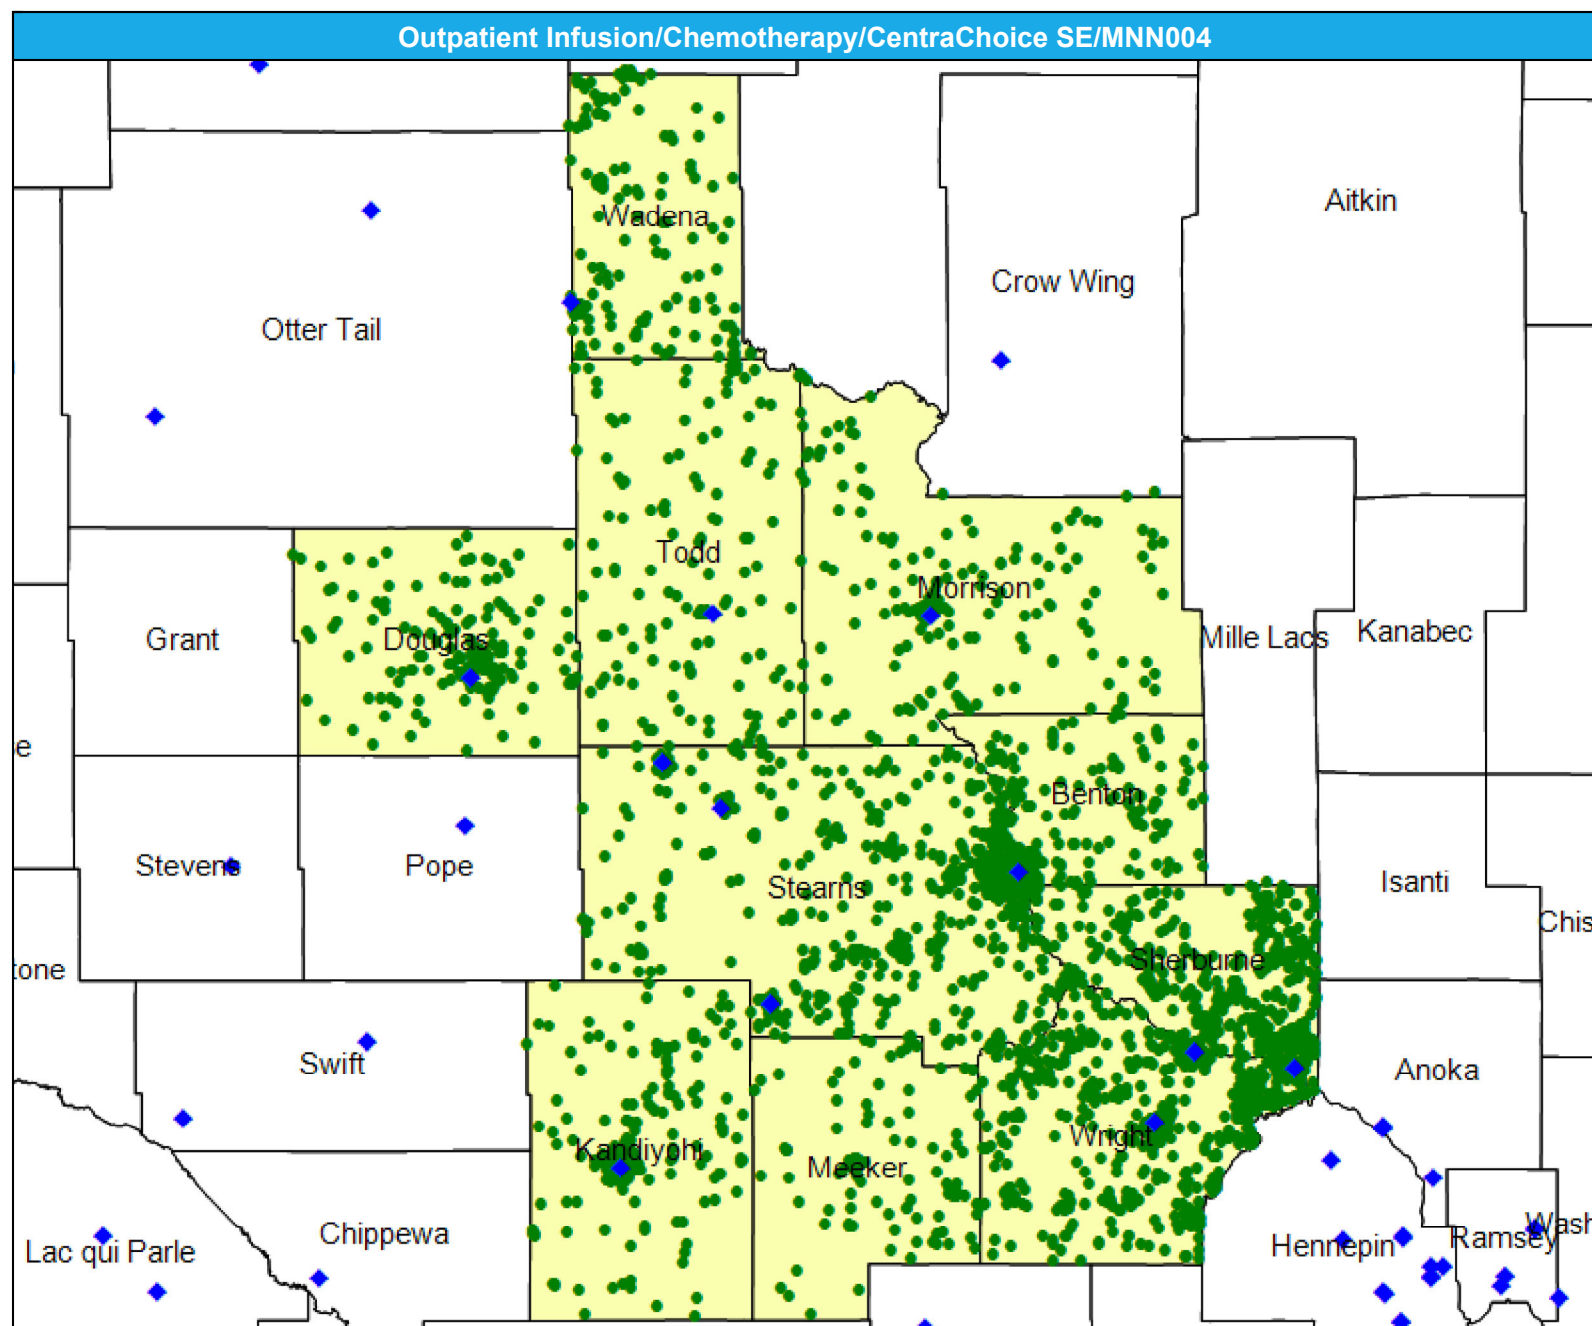 Outpatient Infusion/Chemotherapy/CentraChoice SE/MNN004
Aitkin
Wadena
Crow Wing
Otter Tail
Todd
Morrison
Grant
Douglas
Mille Lacs
Kanabec
e
Benton
Stevens
Pope
Stearns
Isanti
Chis
tone
Sherburne
Swift
Anoka
Kandiyohi
Wright
Meeker
Chippewa
Lac qui Parle
Hennepin
Ramsey
Wash